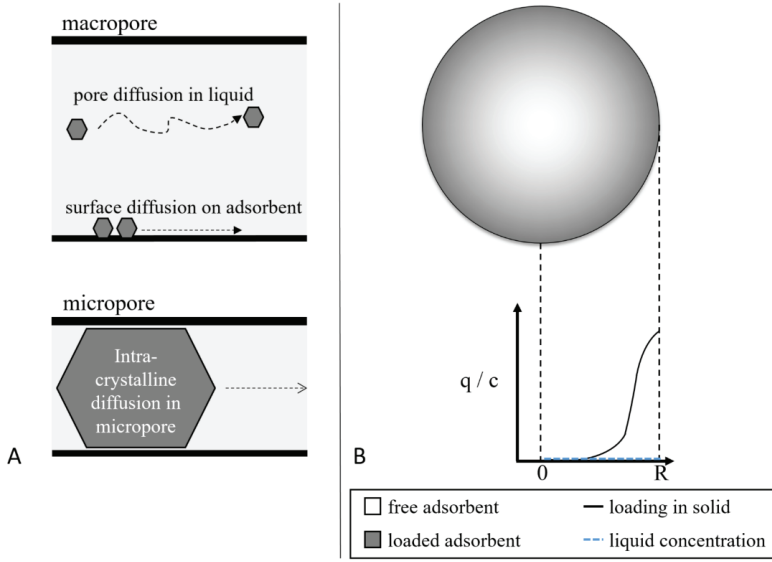 macropore
pore diffusion in liquid
surface diffusion on adsorbent
micropore
Intra-
crystalline
diffusion in
micropore
A
q / c
B
0
R
free adsorbent
loading in solid
loaded adsorbent
liquid concentration